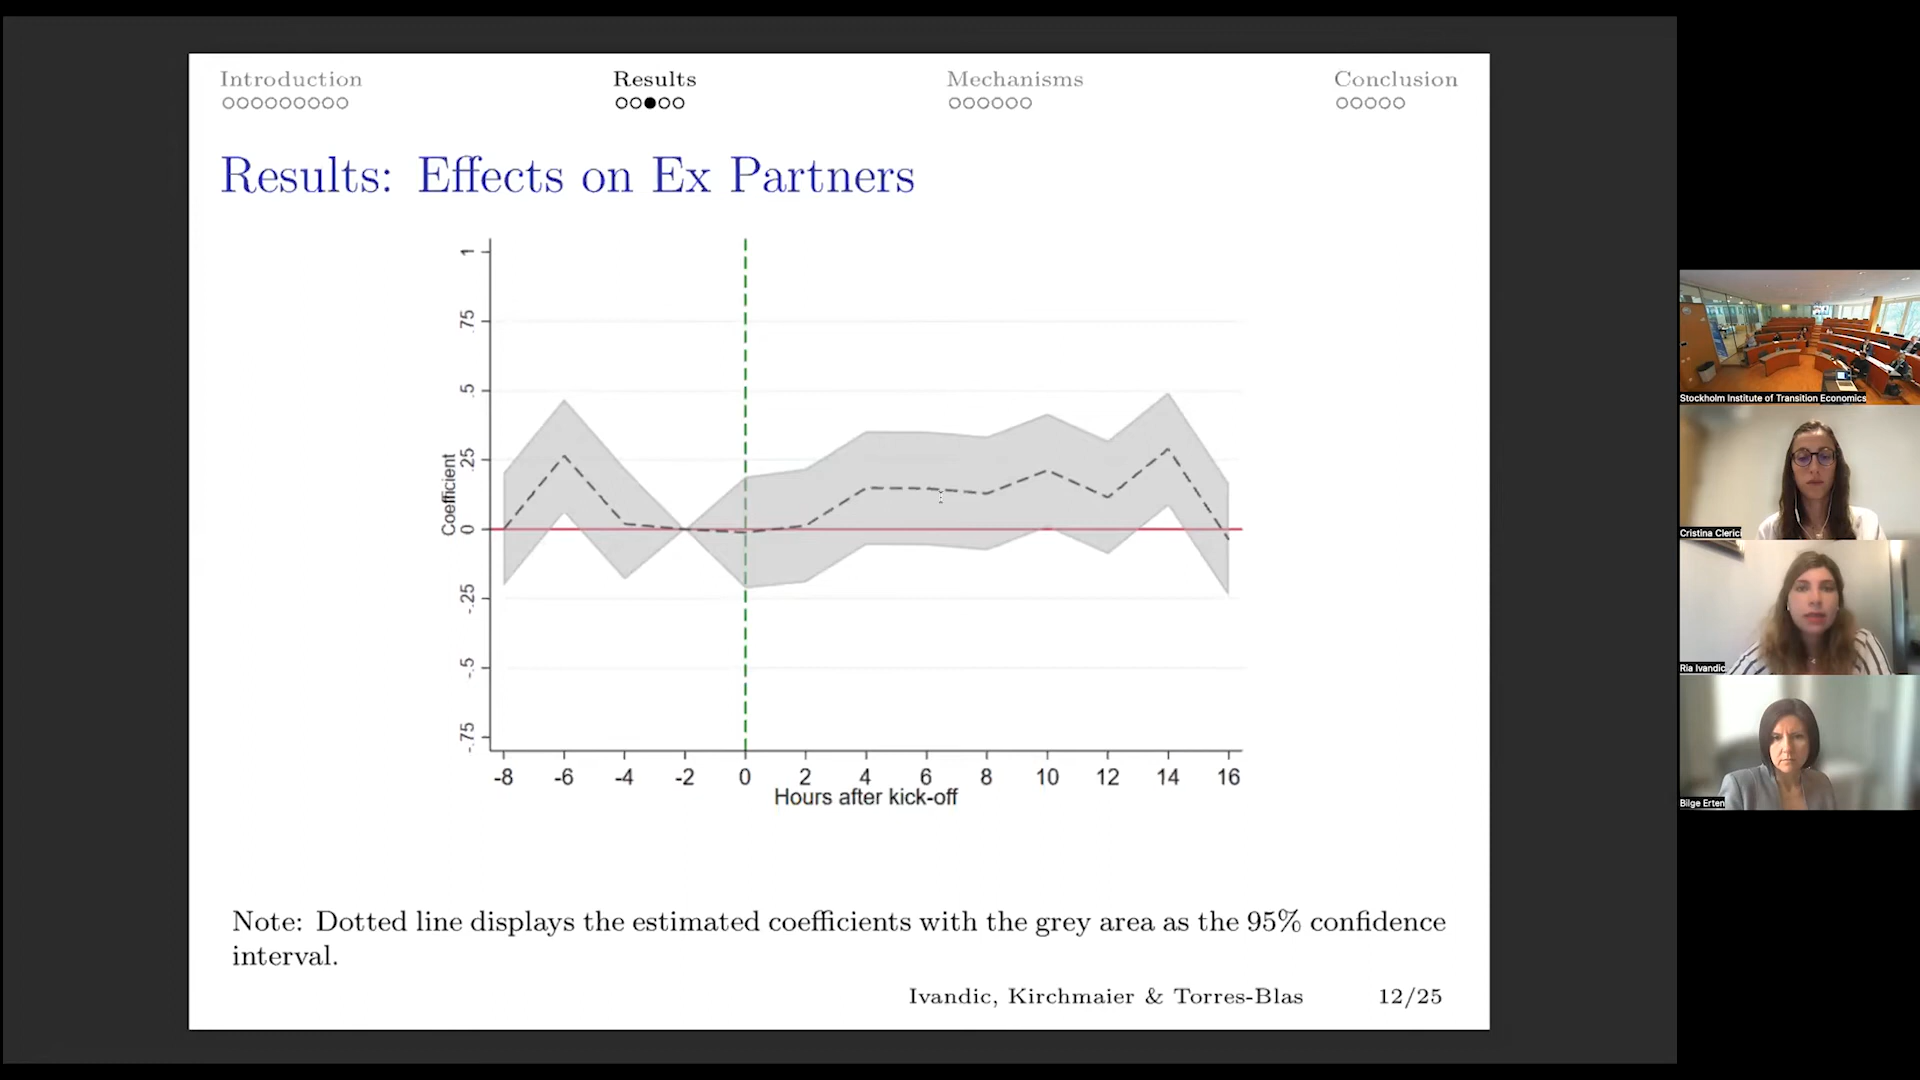 Introduction
Results
Mechanisms
Conclusion
Results: Effects on Ex Partners
1
.75
.5
.25
0
-.25
-.5
-.75
Coefficient
-8 -6 -4 -2 0 2 4 6 8 10 12 14 16
Hours after kick-off
Note: Dotted line displays the estimated coefficients with the grey area as the 95% confidence
interval.
Ivandic, Kirchmaier & Torres-Blas 12/25
Stockholm Institute of Transition Economics
Cristina Clerici
Ria Ivandic
Bilge Erten